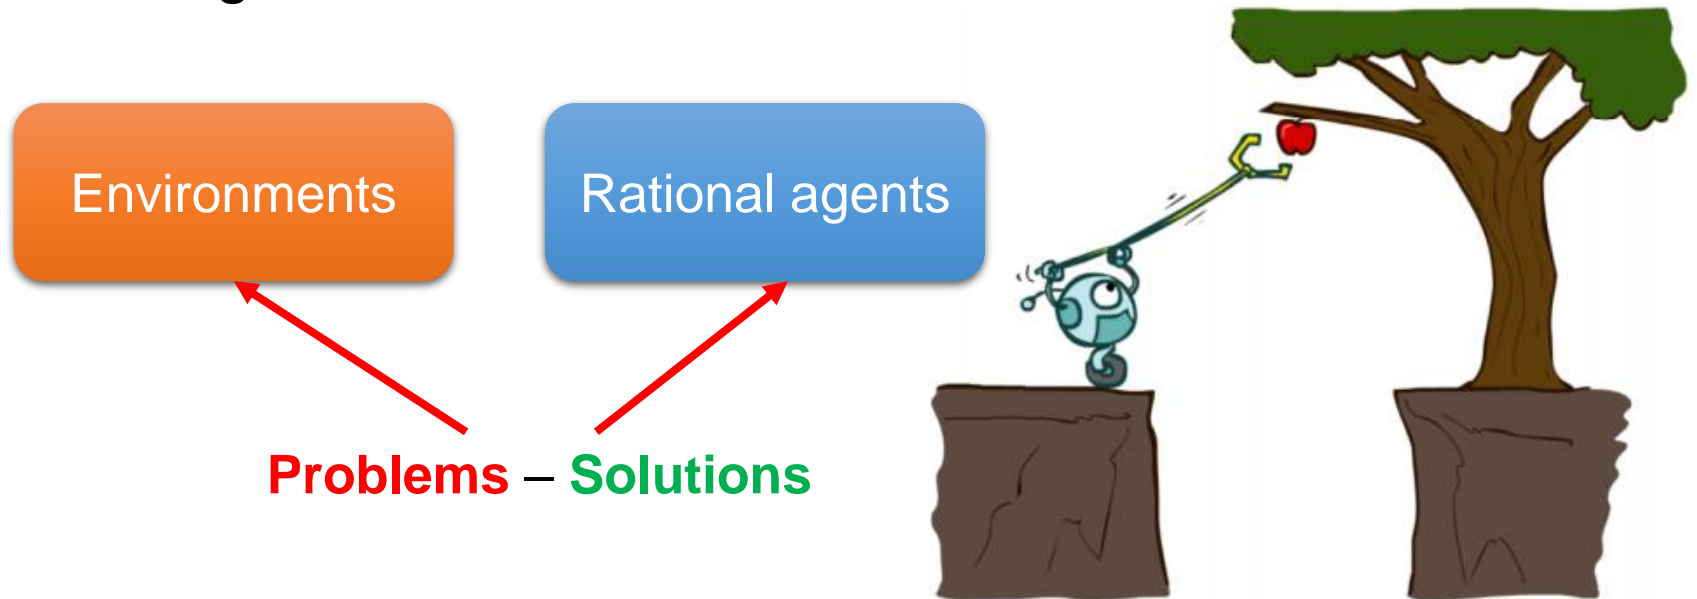 Environments
Rational agents
Problems – Solutions